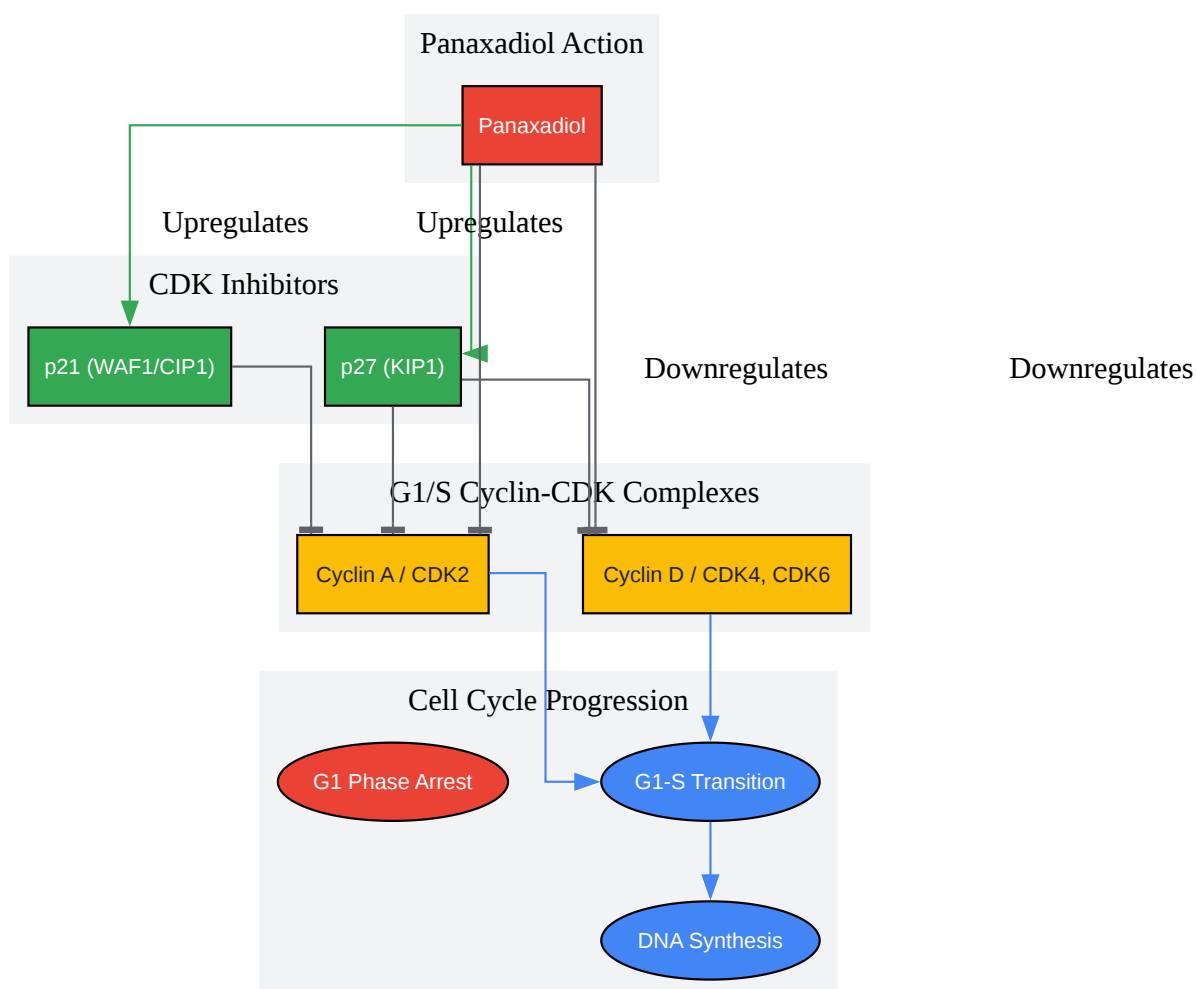 Panaxadiol Action
Panaxadiol
Upregulates
Upregulates
CDK Inhibitors
p21 (WAF1/CIP1)
p27 (KIP1)
Downregulates
Downregulates
G1/S Cyclin-CDK Complexes
Cyclin A / CDK2
Cyclin D / CDK4, CDK6
Cell Cycle Progression
G1 Phase Arrest
G1-S Transition
DNA Synthesis